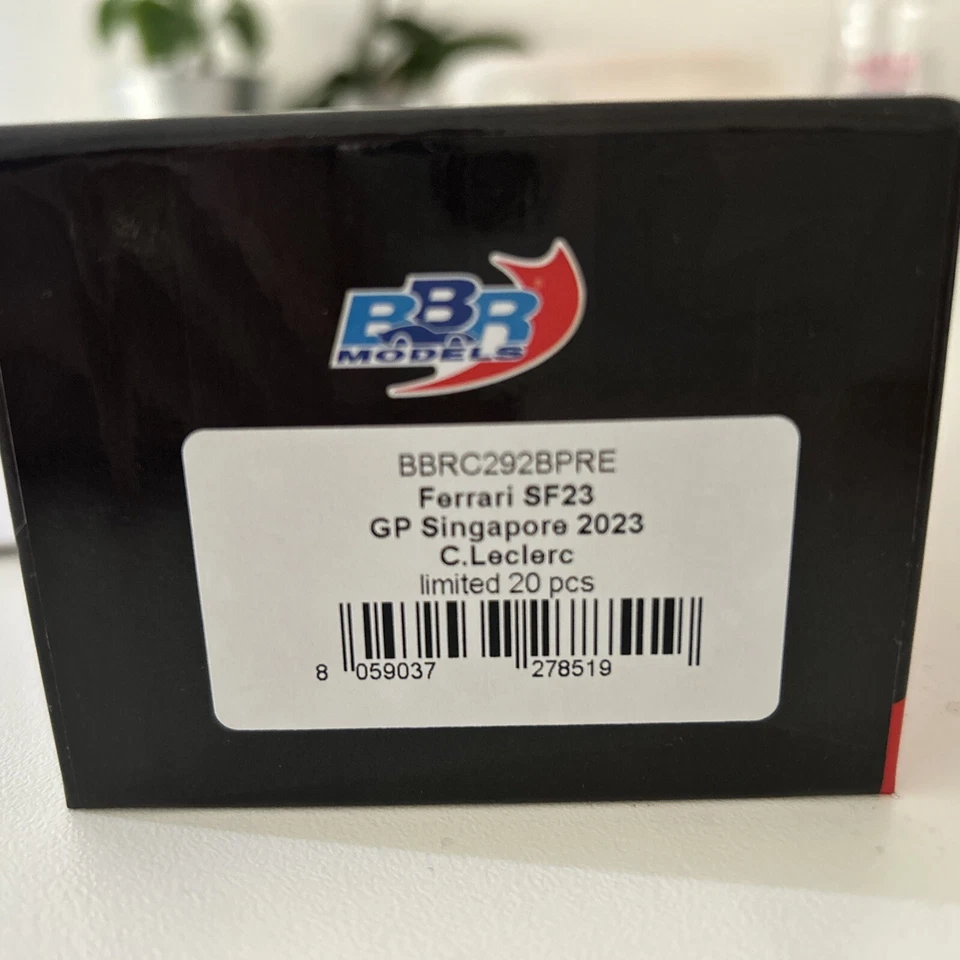 BBR
MODELS
BBRC292BPRE
Ferrari SF23
GP Singapore 2023
C.Leclerc
limited 20 pcs
8 059037 278519